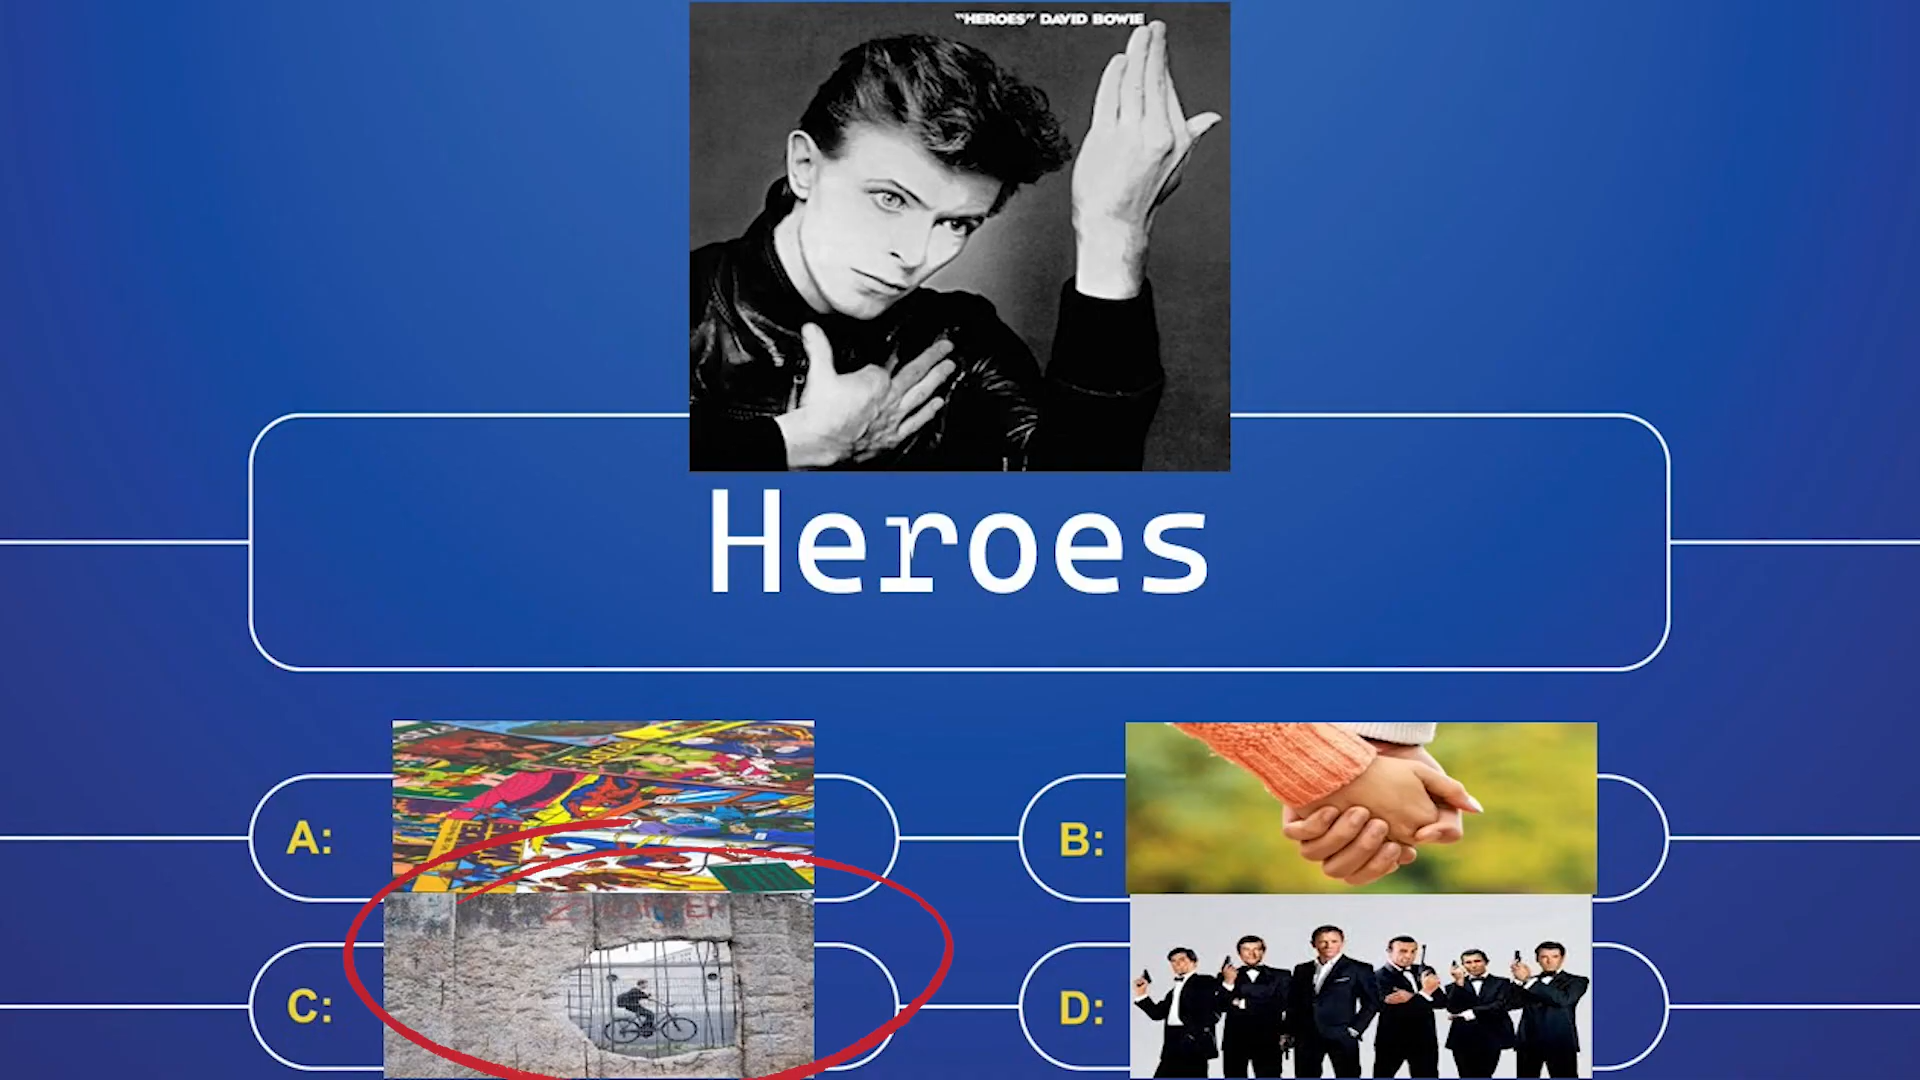 "HEROES" DAVID BOWIE
Heroes
A:
B:
C:
D: